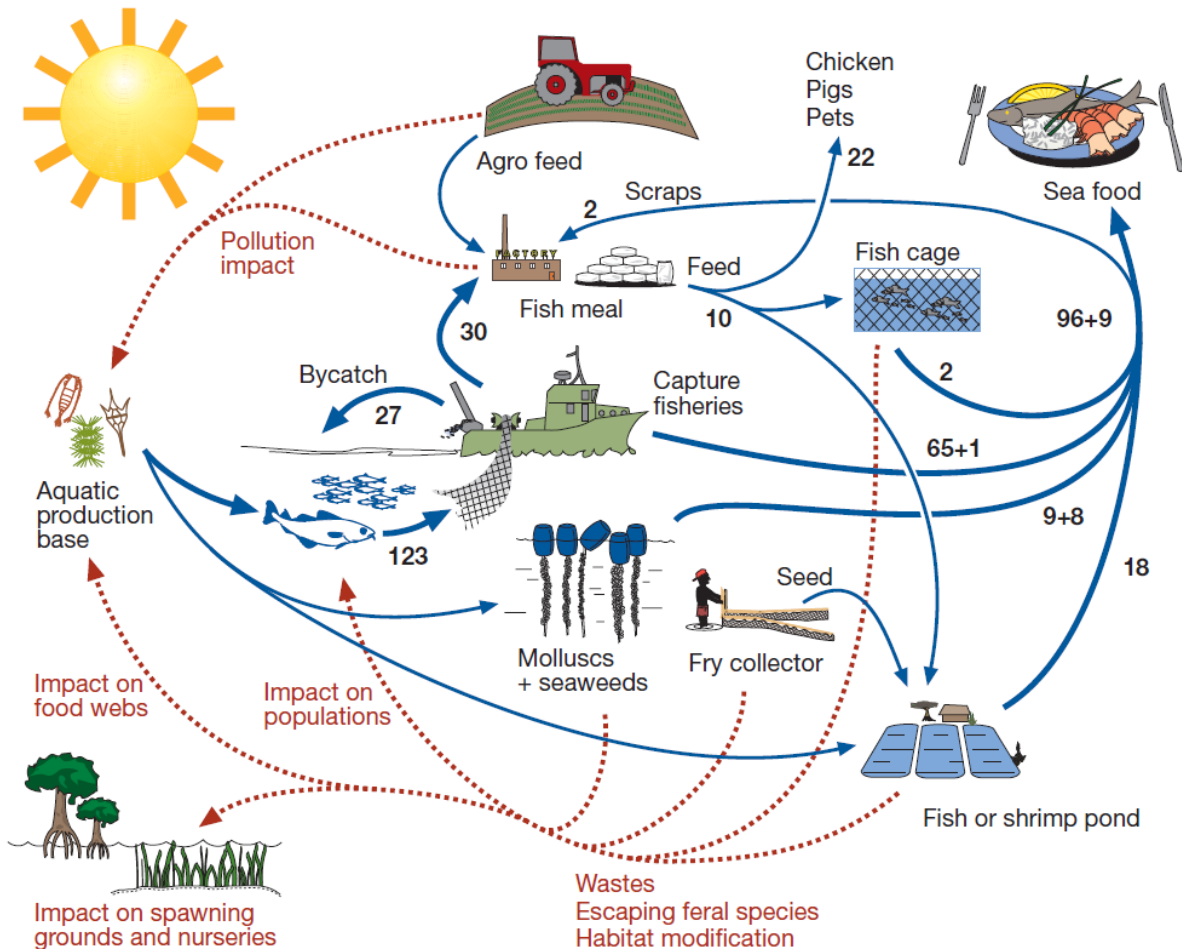 Chicken
Pigs
Pets
22
Agro feed
Sea food
Scraps
2
Pollution
impact
FACTORY
Feed
Fish cage
Fish meal
10
96+9
30
2
Bycatch
27
Capture
fisheries
65+1
Aquatic
production
base
123
9+8
18
Seed
Molluscs
+ seaweeds
Fry collector
Impact on
food webs
Impact on
populations
Fish or shrimp pond
Wastes
Escaping feral species
Habitat modification
Impact on spawning
grounds and nurseries